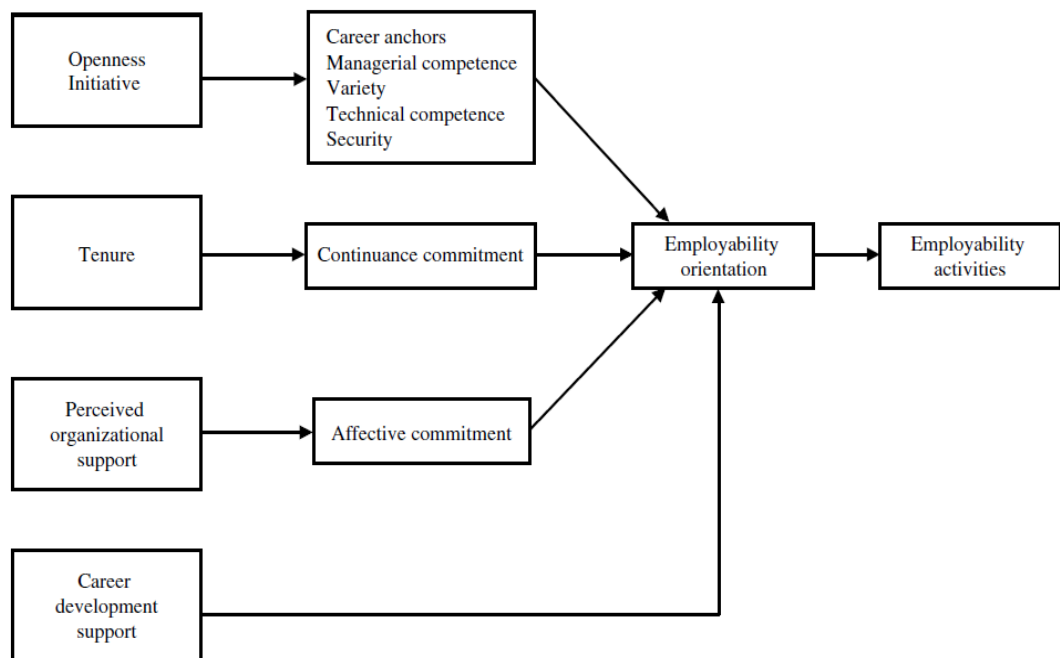 Openness
Initiative
Career anchors
Managerial competence
Variety
Technical competence
Security
Tenure
Continuance commitment
Employability
orientation
Employability
activities
Perceived
organizational
support
Affective commitment
Career
development
support